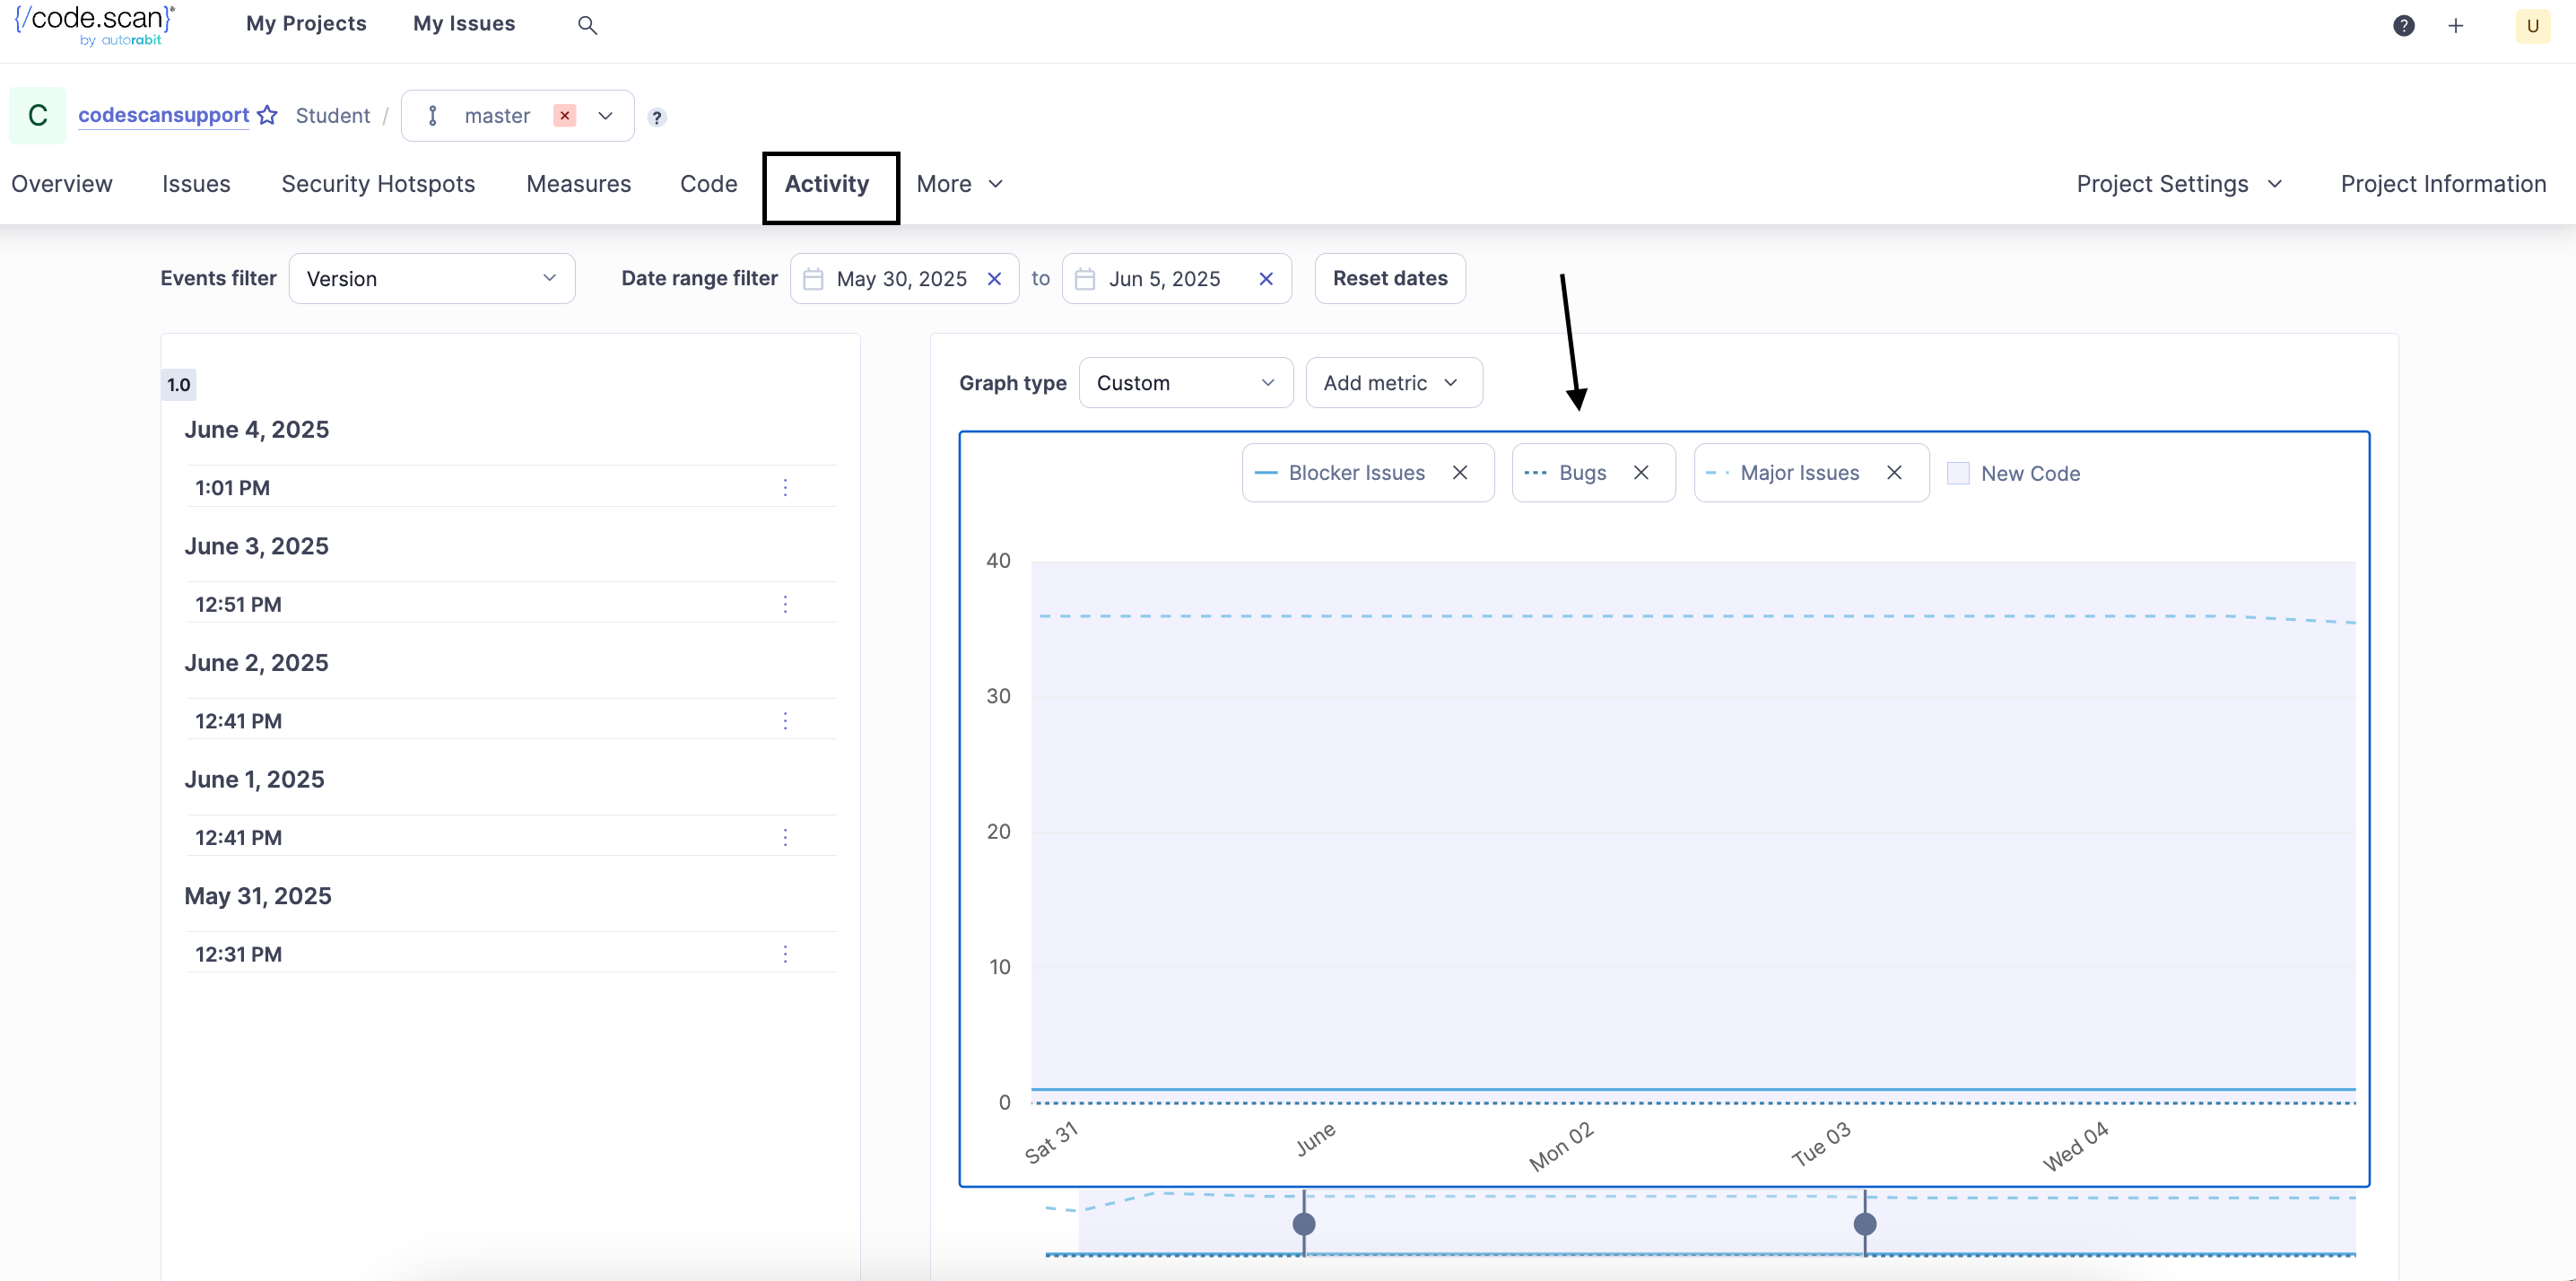 {/code.scan}®
by autorabit
My Projects
My Issues
?
+
U
C
codescansupport
Student /
master
?
Overview
Issues
Security Hotspots
Measures
Code
Activity
More
Project Settings
Project Information
Events filter
Version
Date range filter
May 30, 2025
to
Jun 5, 2025
Reset dates
1.0
June 4, 2025
1:01 PM
June 3, 2025
12:51 PM
June 2, 2025
12:41 PM
June 1, 2025
12:41 PM
May 31, 2025
12:31 PM
Graph type
Custom
Add metric
Blocker Issues
Bugs
Major Issues
New Code
40
30
20
10
0
Sat 31
June
Mon 02
Tue 03
Wed 04